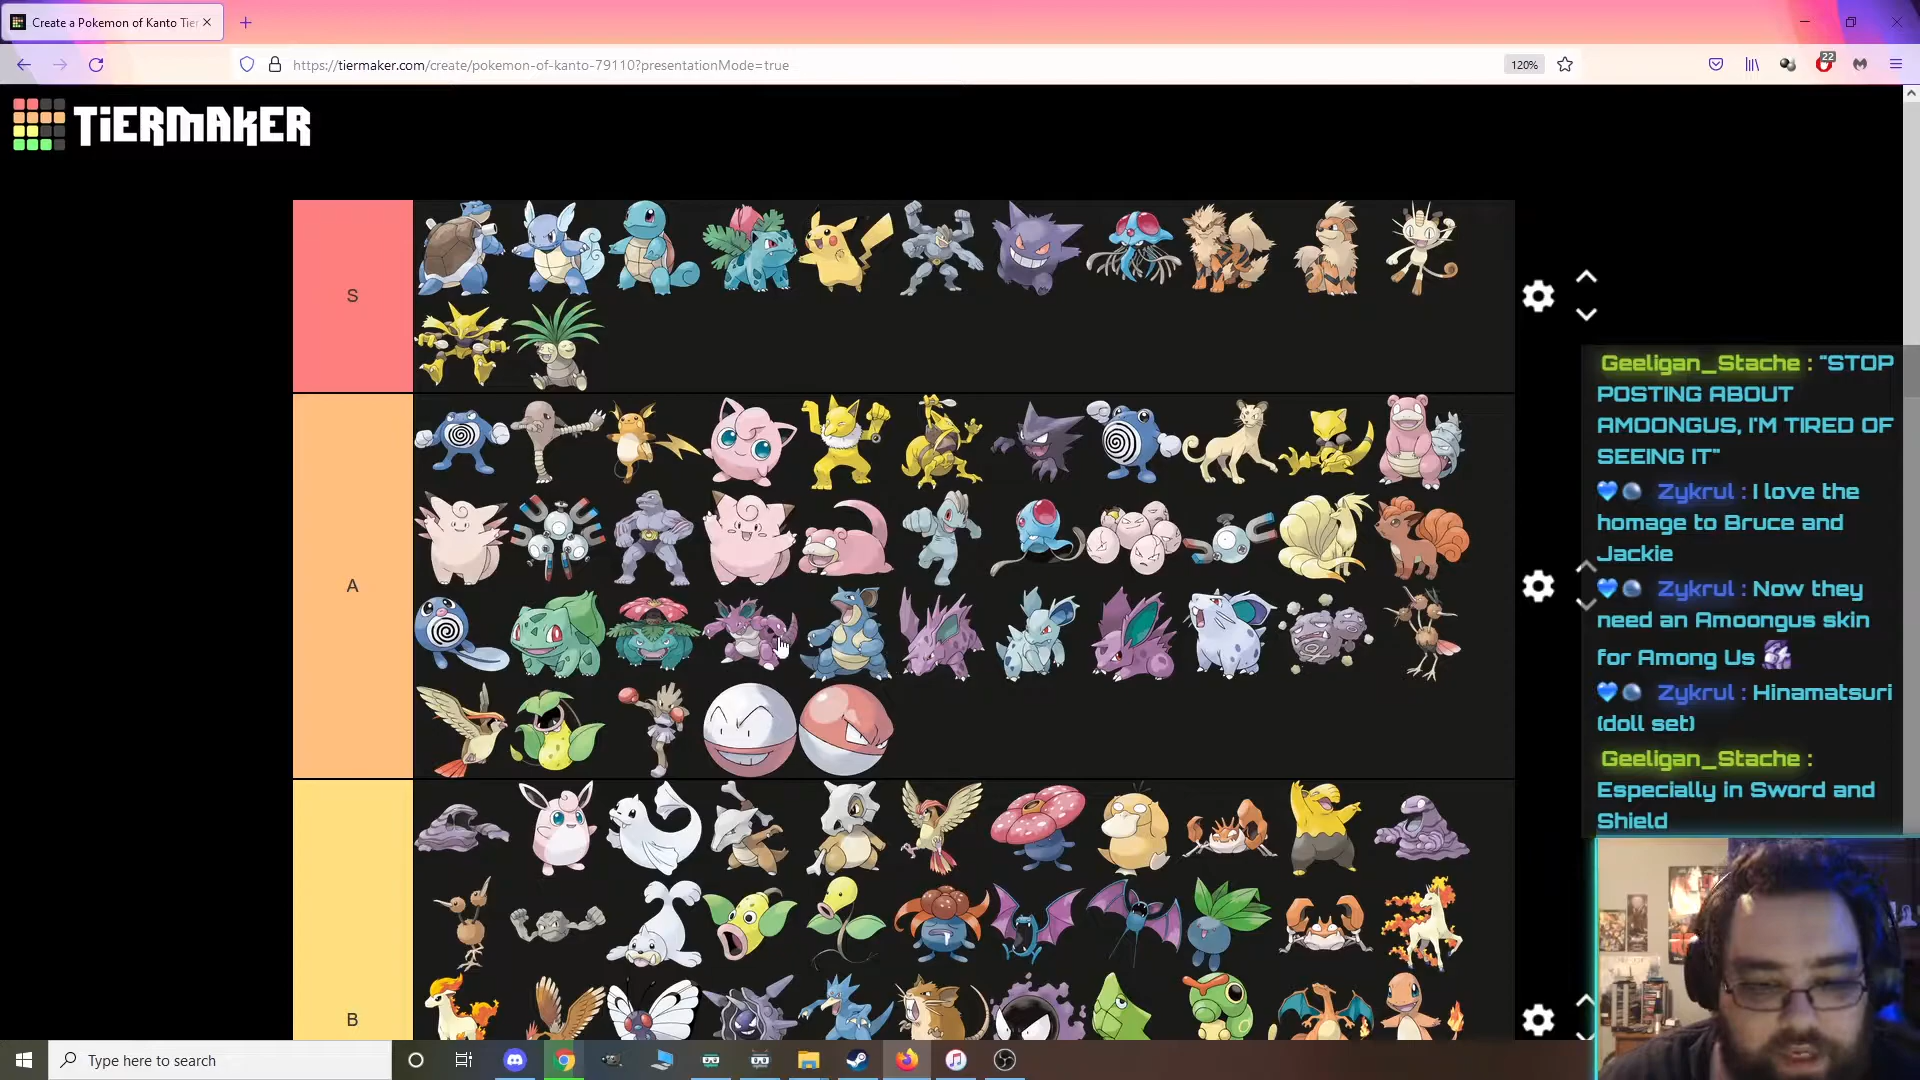 Create a Pokemon of Kanto Tier
https://tiermaker.com/create/pokemon-of-kanto-79110?presentationMode=true
120%
22
TiERMAKER
S
A
B
Geeligan_Stache : "STOP
POSTING ABOUT
AMOONGUS, I'M TIRED OF
SEEING IT"
Zykrul : I love the
homage to Bruce and
Jackie
Zykrul : Now they
need an Amoongus skin
for Among Us
Zykrul : Hinamatsuri
(doll set)
Geeligan_Stache :
Especially in Sword and
Shield
Type here to search